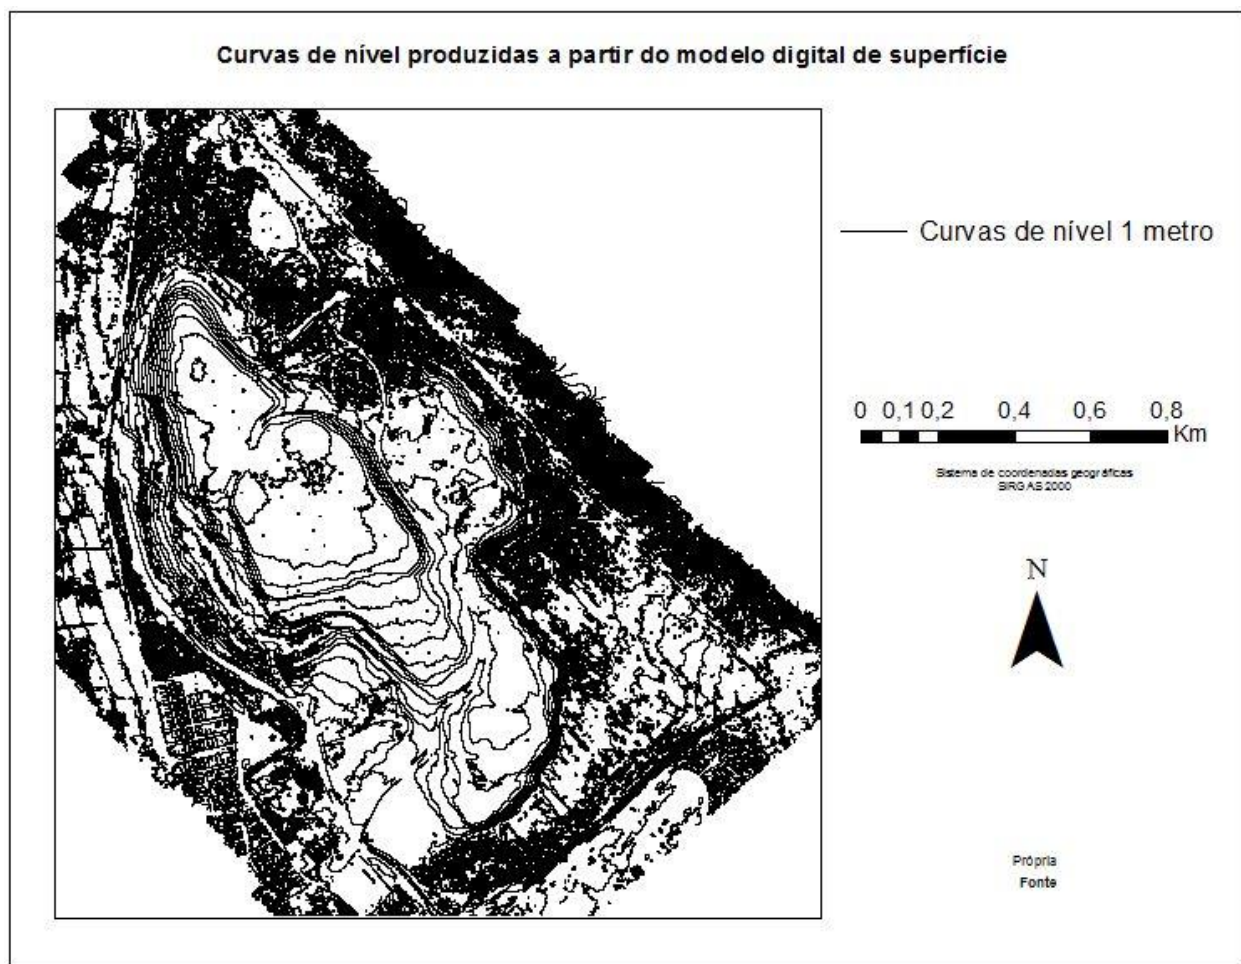 Curvas de nível produzidas a partir do modelo digital de superfície
Curvas de nível 1 metro
0 0,1 0,2 0,4 0,6 0,8
Km
Sistema de coordenadas geográficas
SIRGAS 2000
N
Própria
Fonte